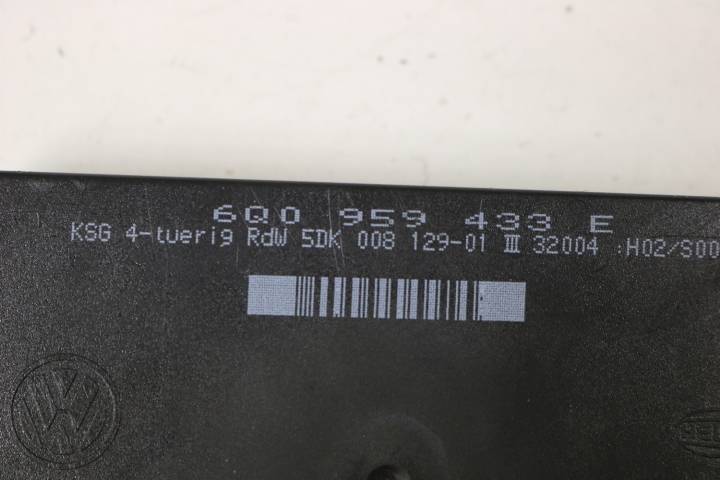 6Q0 959 433 E
KSG 4-tuerig RdW 5DK 008 129-01 III 32004 :H02/S00